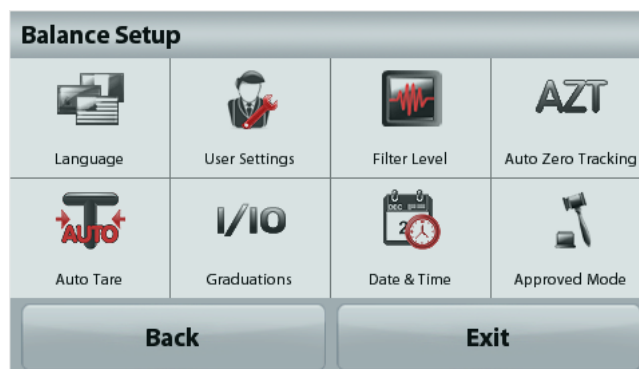 Balance Setup
AZT
Language
User Settings
Filter Level
Auto Zero Tracking
AUTO
I/IO
DEC
Auto Tare
Graduations
Date & Time
Approved Mode
Back
Exit